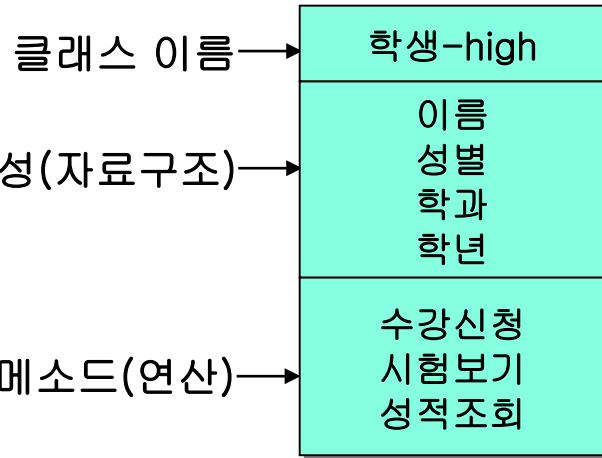 클래스 이름
학생-high
성(자료구조)
이름
성별
학과
학년
메소드(연산)
수강신청
시험보기
성적조회